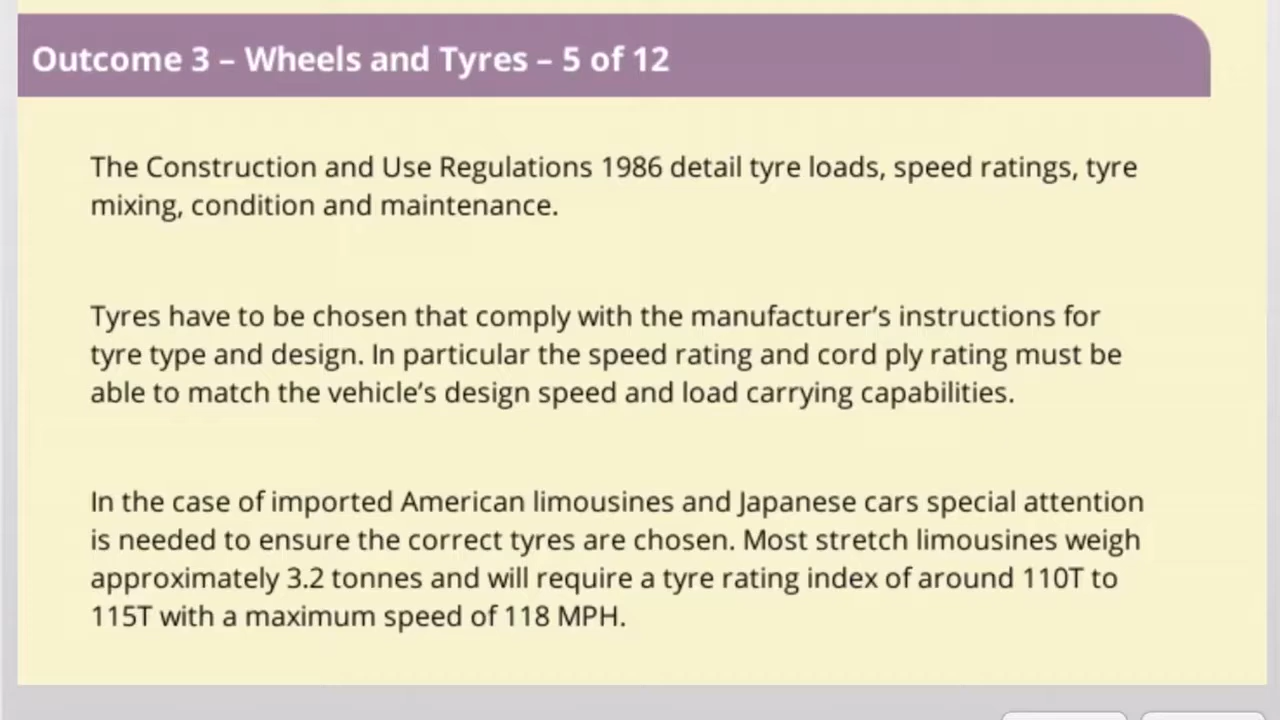 Outcome 3 – Wheels and Tyres – 5 of 12
The Construction and Use Regulations 1986 detail tyre loads, speed ratings, tyre
mixing, condition and maintenance.
Tyres have to be chosen that comply with the manufacturer’s instructions for
tyre type and design. In particular the speed rating and cord ply rating must be
able to match the vehicle’s design speed and load carrying capabilities.
In the case of imported American limousines and Japanese cars special attention
is needed to ensure the correct tyres are chosen. Most stretch limousines weigh
approximately 3.2 tonnes and will require a tyre rating index of around 110T to
115T with a maximum speed of 118 MPH.